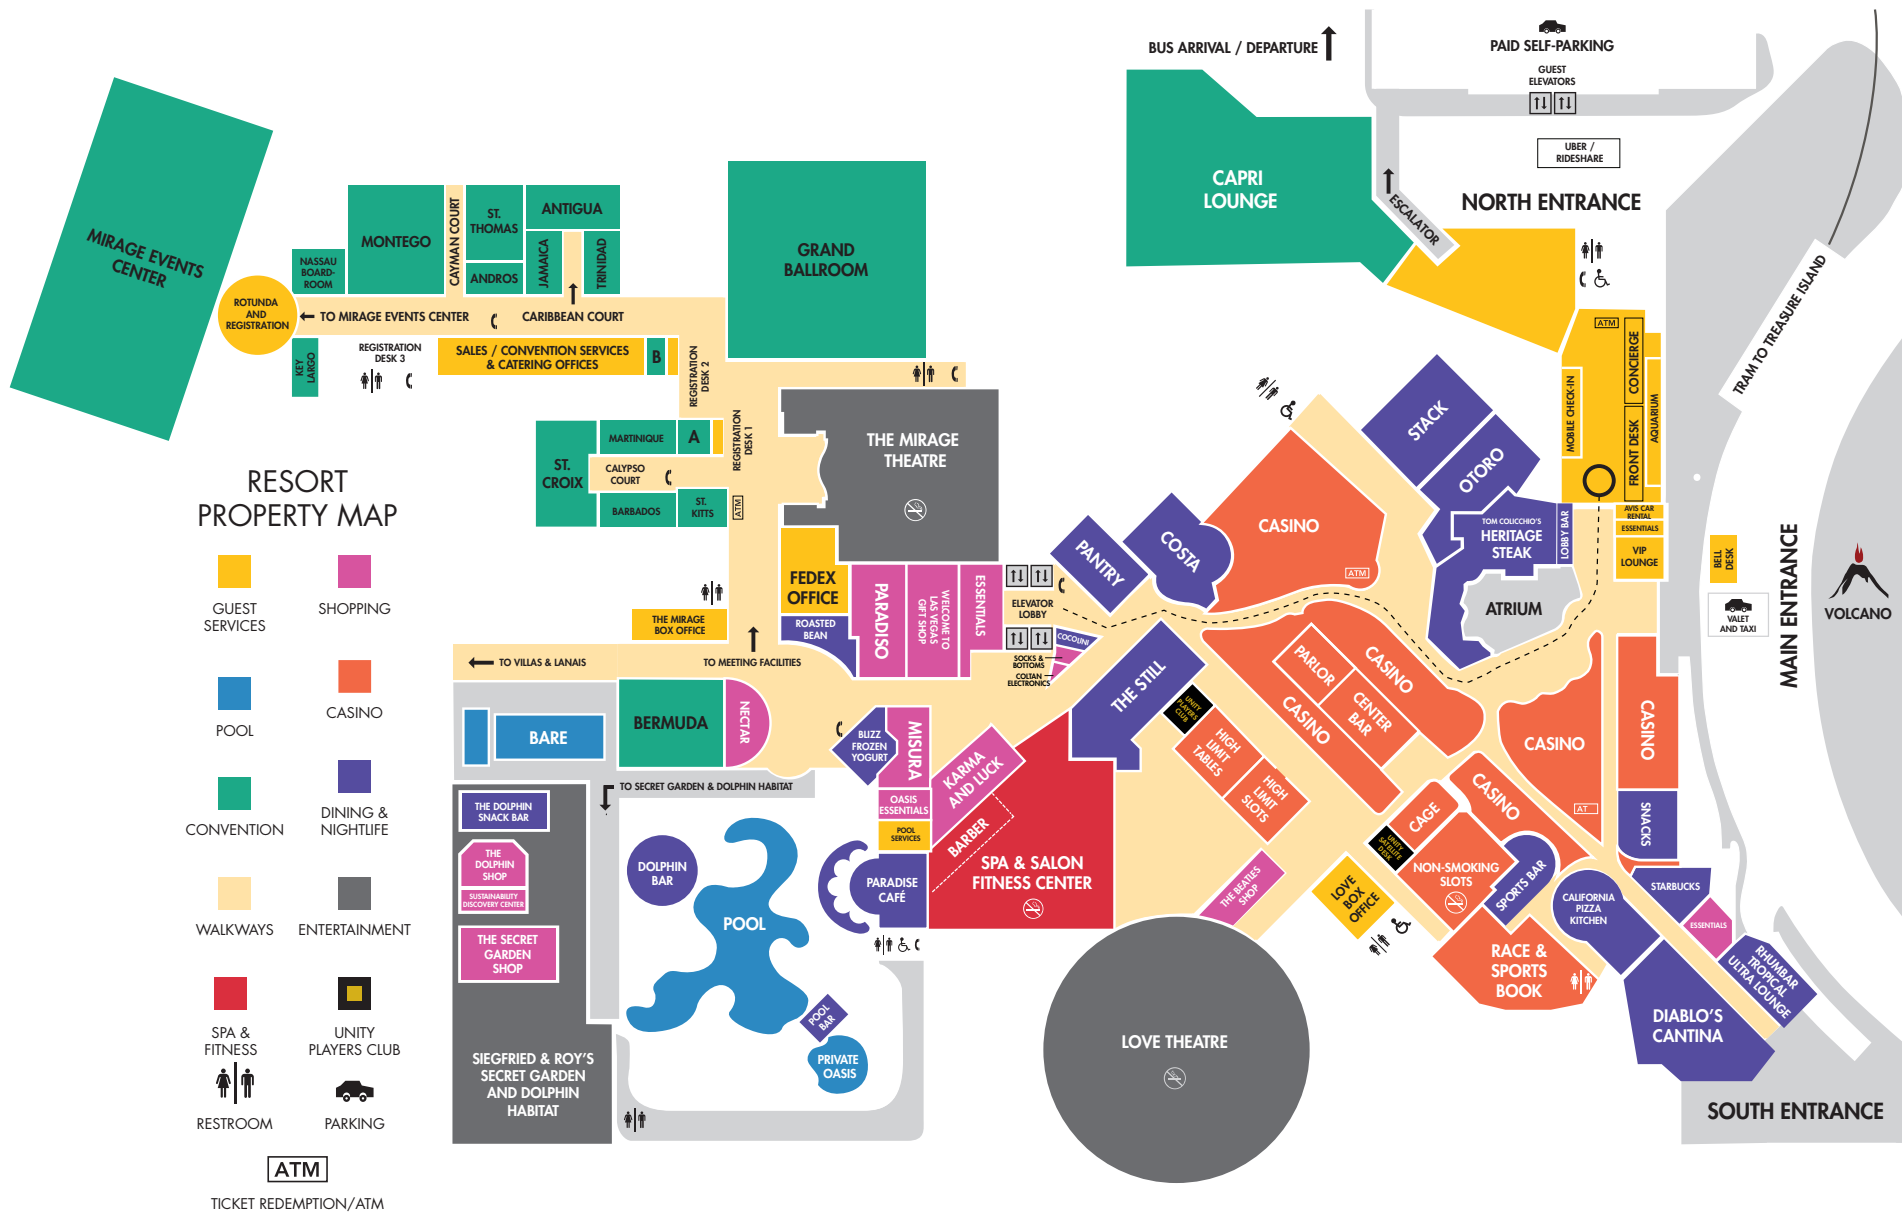 BUS ARRIVAL / DEPARTURE
PAID SELF-PARKING
GUEST
ELEVATORS
UBER /
RIDESHARE
NORTH ENTRANCE
ESCALATOR
CAPRI
LOUNGE
TRAM TO TREASURE ISLAND
MIRAGE EVENTS
CENTER
ROTUNDA
AND
REGISTRATION
NASSAU
BOARD-
ROOM
MONTEGO
CAYMAN COURT
ST.
THOMAS
ANDROS
ANTIGUA
JAMAICA
TRINIDAD
GRAND
BALLROOM
TO MIRAGE EVENTS CENTER
CARIBBEAN COURT
KEY
LARGO
REGISTRATION
DESK 3
SALES / CONVENTION SERVICES
& CATERING OFFICES
B
REGISTRATION
DESK 2
REGISTRATION
DESK 1
MARTINIQUE
A
ST.
CROIX
CALYPSO
COURT
BARBADOS
ST.
KITTS
ATM
THE MIRAGE
THEATRE
FEDEX
OFFICE
ROASTED
BEAN
PARADISO
WELCOME TO
LAS VEGAS
GIFT SHOP
ESSENTIALS
ELEVATOR
LOBBY
COCOLINI
SOCKS &
BOTTOMS
COLTAN
ELECTRONICS
THE MIRAGE
BOX OFFICE
TO VILLAS & LANAIS
TO MEETING FACILITIES
BARE
BERMUDA
NECTAR
BLIZZ
FROZEN
YOGURT
MISURA
OASIS
ESSENTIALS
POOL
SERVICES
KARMA
AND LUCK
BARBER
SPA & SALON
FITNESS CENTER
TO SECRET GARDEN & DOLPHIN HABITAT
THE DOLPHIN
SNACK BAR
THE
DOLPHIN
SHOP
SUSTAINABILITY
DISCOVERY CENTER
THE SECRET
GARDEN
SHOP
SIEGFRIED & ROY'S
SECRET GARDEN
AND DOLPHIN
HABITAT
DOLPHIN
BAR
POOL
PARADISE
CAFÉ
POOL
BAR
PRIVATE
OASIS
LOVE THEATRE
THE BEATLES
SHOP
LOVE
BOX
OFFICE
PANTRY
COSTA
THE STILL
CASINO
ATM
STACK
OTORO
TOM COLICCHIO'S
HERITAGE
STEAK
LOBBY BAR
ATRIUM
ATM
MOBILE CHECK-IN
CONCIERGE
FRONT DESK
AQUARIUM
AVIS CAR
RENTAL
ESSENTIALS
VIP
LOUNGE
BELL
DESK
VALET
AND TAXI
MAIN ENTRANCE
VOLCANO
UNITY
PLAYERS
CLUB
HIGH
LIMIT
TABLES
HIGH
LIMIT
SLOTS
PARLOR
CENTER
BAR
CASINO
CASINO
CASINO
AT
CASINO
SNACKS
CASINO
CAGE
UNITY
SATELLITE
DESK
NON-SMOKING
SLOTS
SPORTS BAR
RACE &
SPORTS
BOOK
CALIFORNIA
PIZZA
KITCHEN
STARBUCKS
ESSENTIALS
RHUMBAR
TROPICAL
ULTRA LOUNGE
DIABLO'S
CANTINA
SOUTH ENTRANCE
RESORT
PROPERTY MAP
GUEST
SERVICES
SHOPPING
POOL
CASINO
CONVENTION
DINING &
NIGHTLIFE
WALKWAYS
ENTERTAINMENT
SPA &
FITNESS
UNITY
PLAYERS CLUB
RESTROOM
PARKING
ATM
TICKET REDEMPTION/ATM